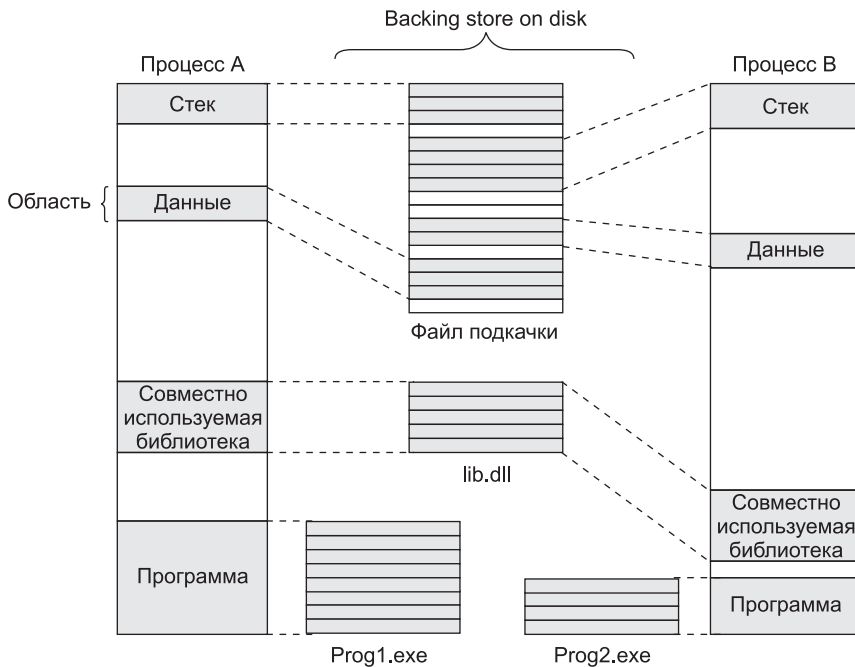 Backing store on disk
Процесс A
Процесс B
Стек
Стек
Область
Данные
Данные
Файл подкачки
Совместно
используемая
библиотека
lib.dll
Совместно
используемая
библиотека
Программа
Программа
Prog1.exe
Prog2.exe